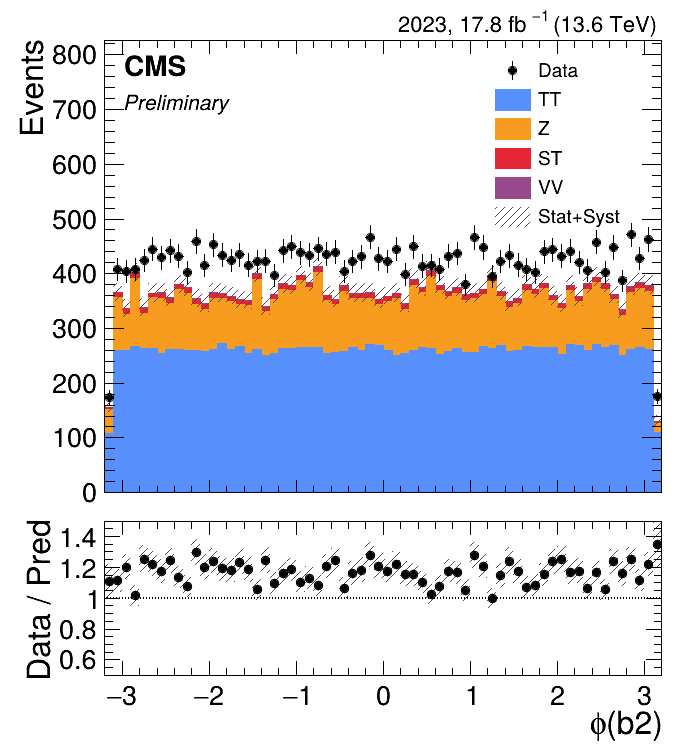 2023, 17.8 fb⁻¹ (13.6 TeV)
CMS
Preliminary
Data
TT
Z
ST
VV
Stat+Syst
Events
800
700
600
500
400
300
200
100
0
Data / Pred
1.4
1.2
1
0.8
0.6
−3 −2 −1 0 1 2 3
ϕ(b2)